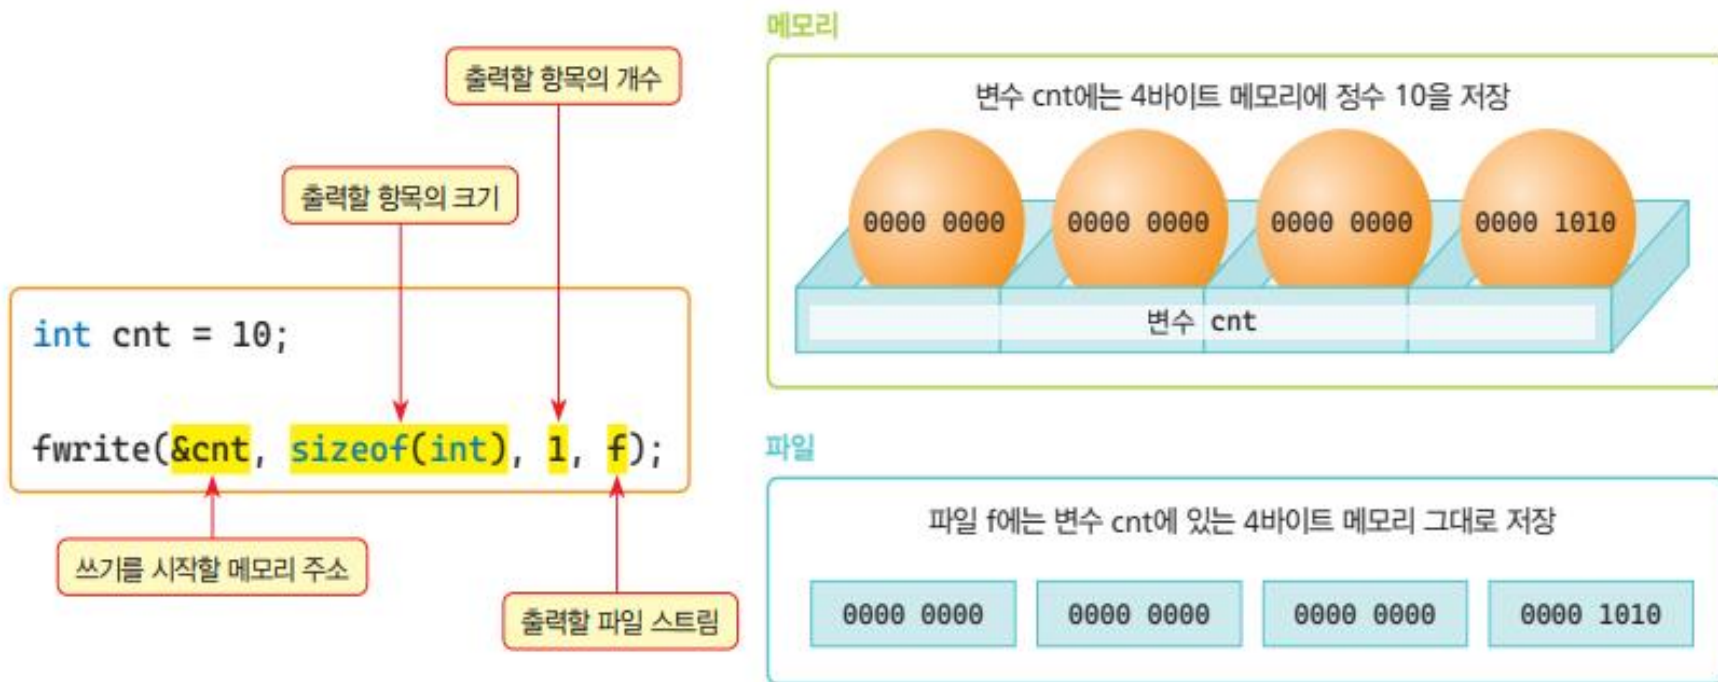 출력할 항목의 개수
출력할 항목의 크기
int cnt = 10;
fwrite(&cnt, sizeof(int), 1, f);
쓰기를 시작할 메모리 주소
출력할 파일 스트림
메모리
변수 cnt에는 4바이트 메모리에 정수 10을 저장
0000 0000 0000 0000 0000 0000 0000 1010
변수 cnt
파일
파일 f에는 변수 cnt에 있는 4바이트 메모리 그대로 저장
0000 0000 0000 0000 0000 0000 0000 1010